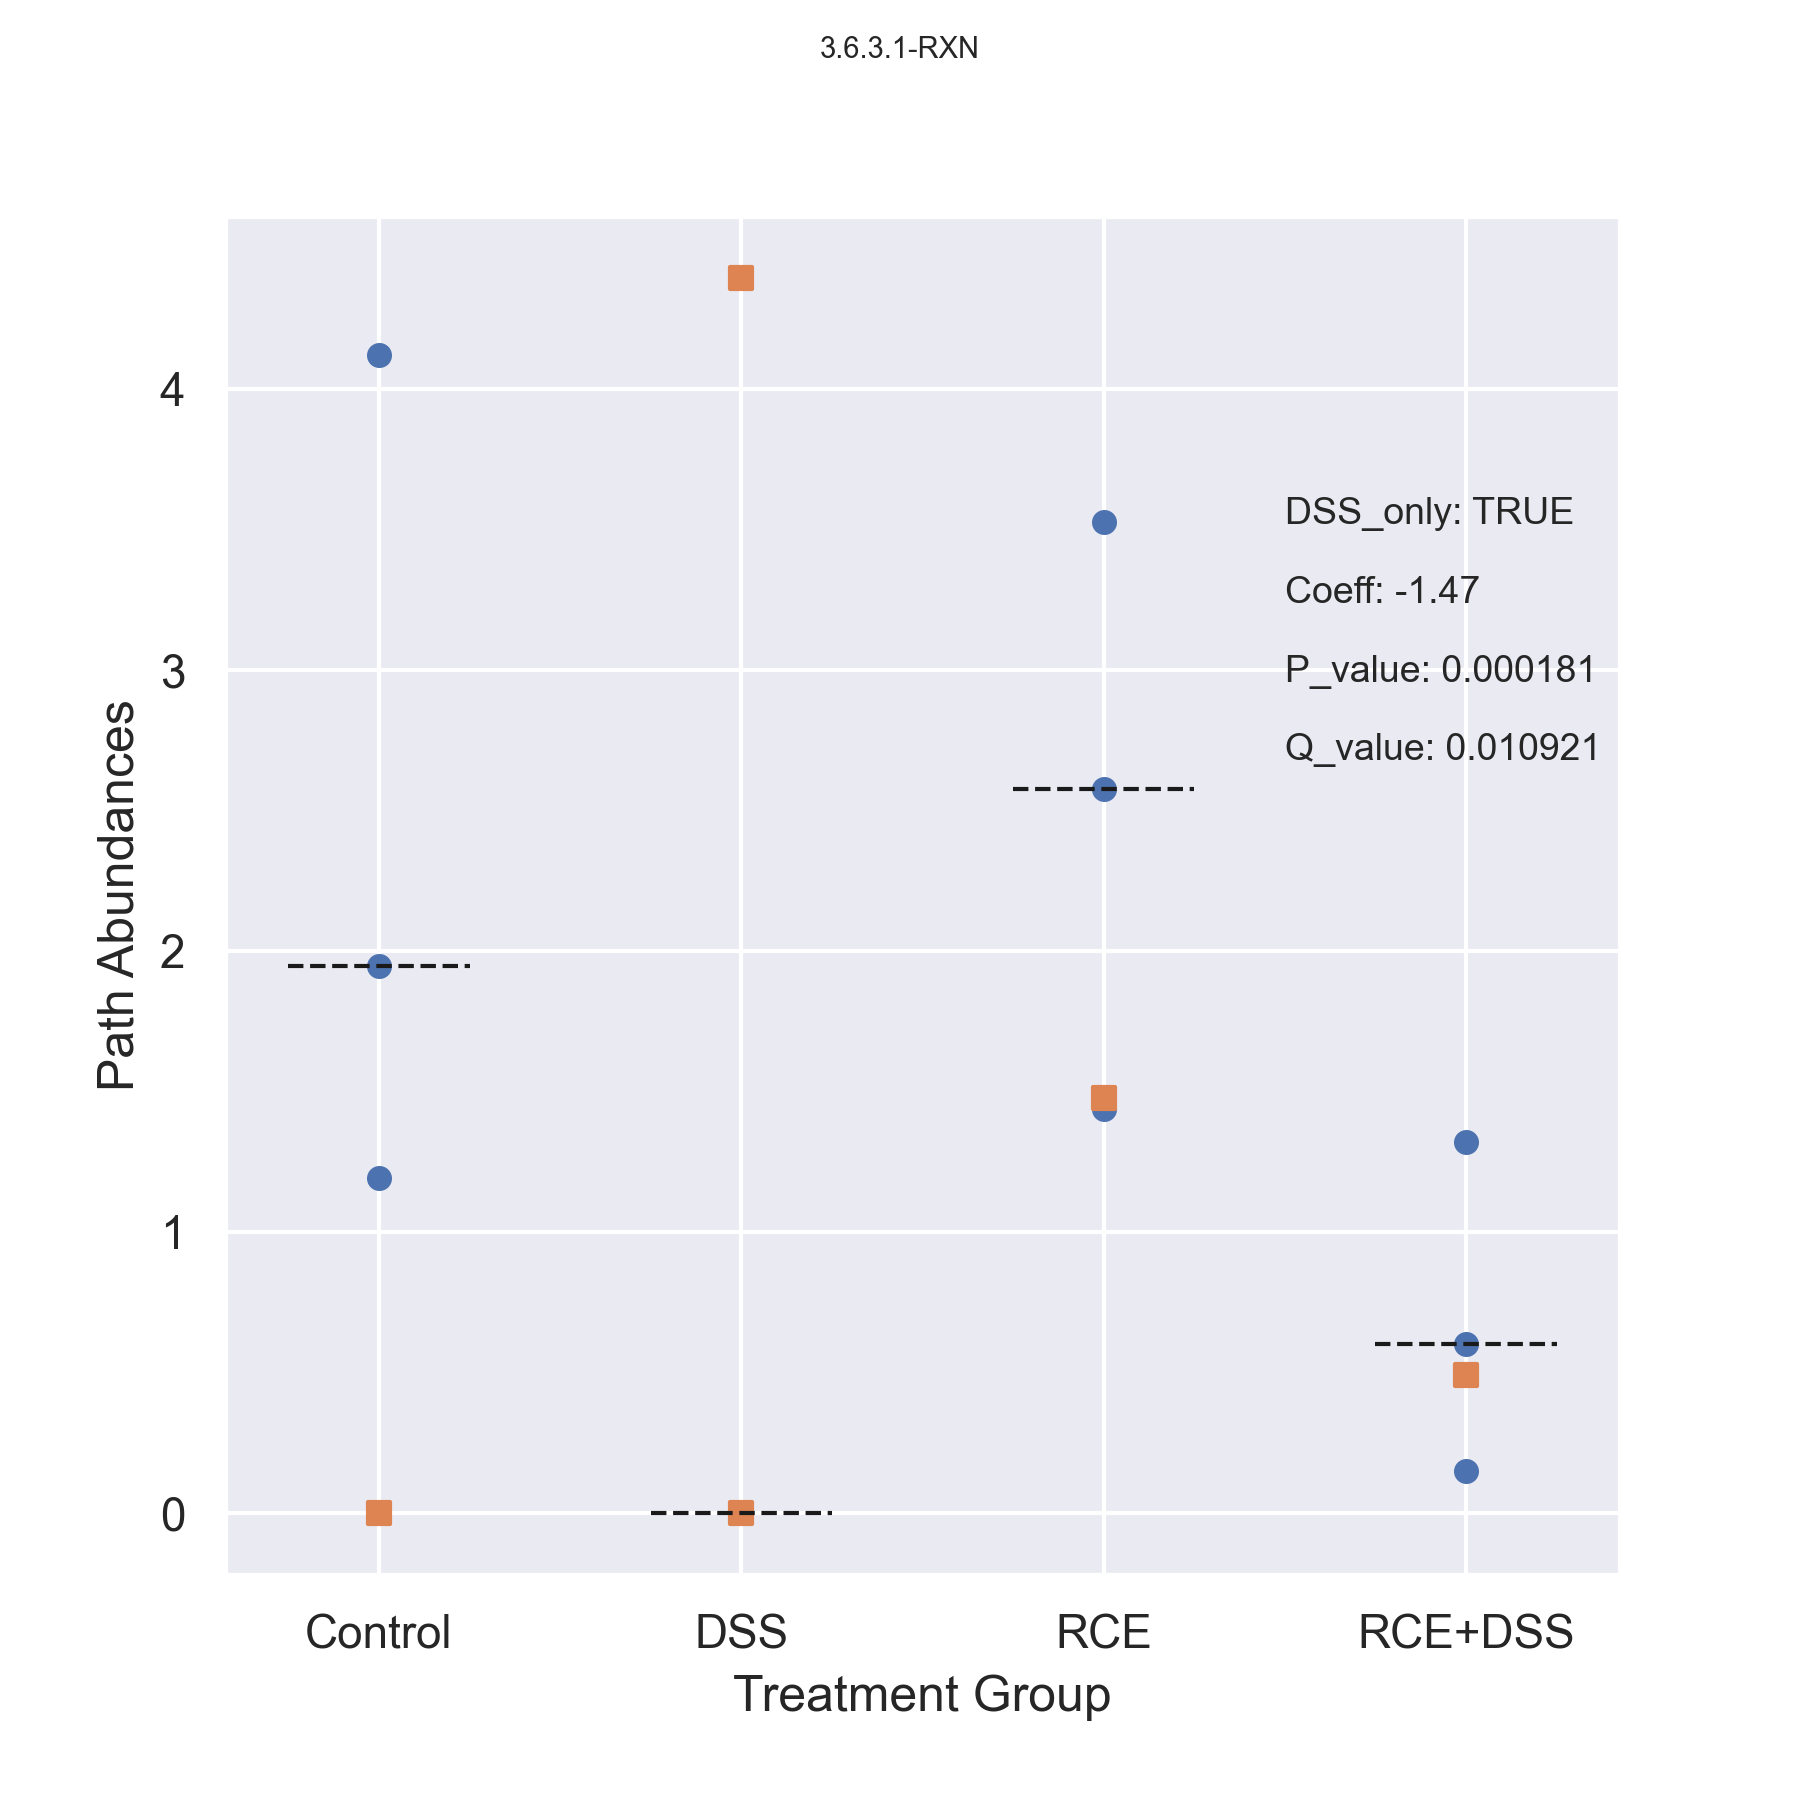 3.6.3.1-RXN
4
3
2
1
0
Path Abundances
DSS_only: TRUE
Coeff: -1.47
P_value: 0.000181
Q_value: 0.010921
Control DSS RCE RCE+DSS
Treatment Group